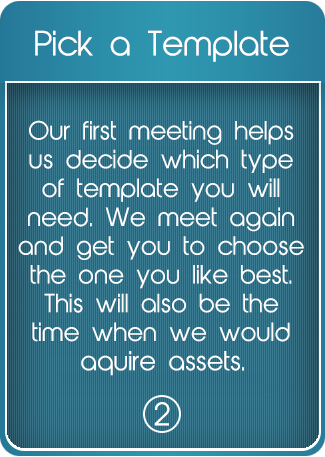 Pick a Template
Our first meeting helps
us decide which type
of template you will
need. We meet again
and get you to choose
the one you like best.
This will also be the
time when we would
aquire assets.
2